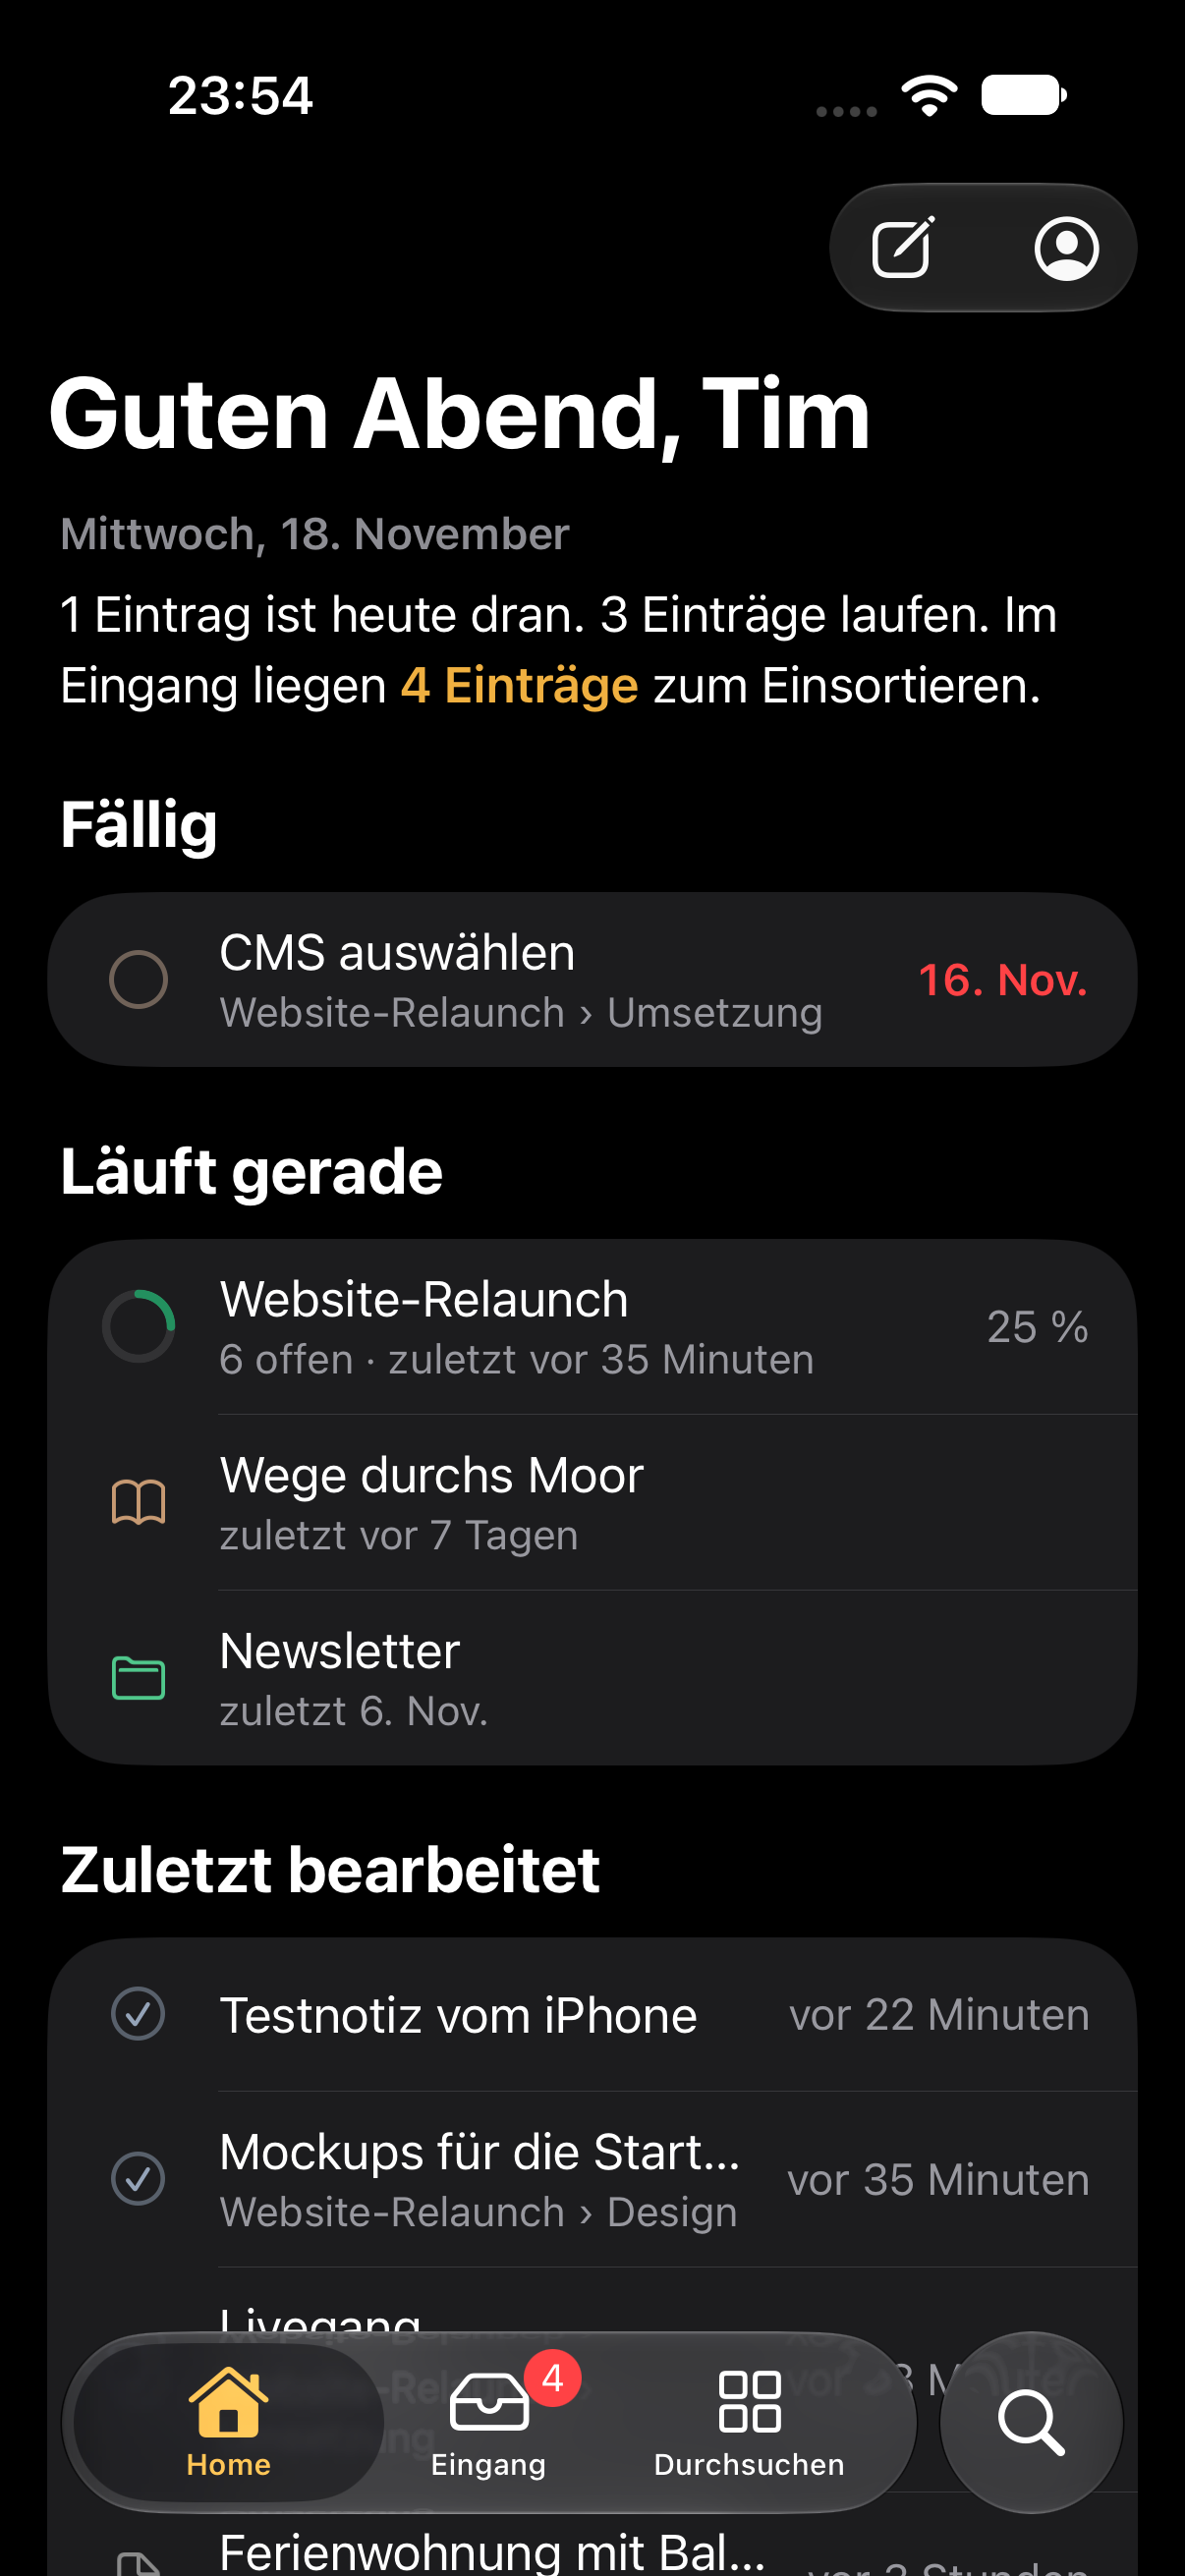 23:54
Guten Abend, Tim
Mittwoch, 18. November
1 Eintrag ist heute dran. 3 Einträge laufen. Im
Eingang liegen 4 Einträge zum Einsortieren.
Fällig
CMS auswählen
Website-Relaunch › Umsetzung
16. Nov.
Läuft gerade
Website-Relaunch
6 offen · zuletzt vor 35 Minuten
25 %
Wege durchs Moor
zuletzt vor 7 Tagen
Newsletter
zuletzt 6. Nov.
Zuletzt bearbeitet
Testnotiz vom iPhone
vor 22 Minuten
Mockups für die Start...
Website-Relaunch › Design
vor 35 Minuten
Livegang
4
Home
Eingang
Durchsuchen
Ferienwohnung mit Bal...
vor 3 Stunden